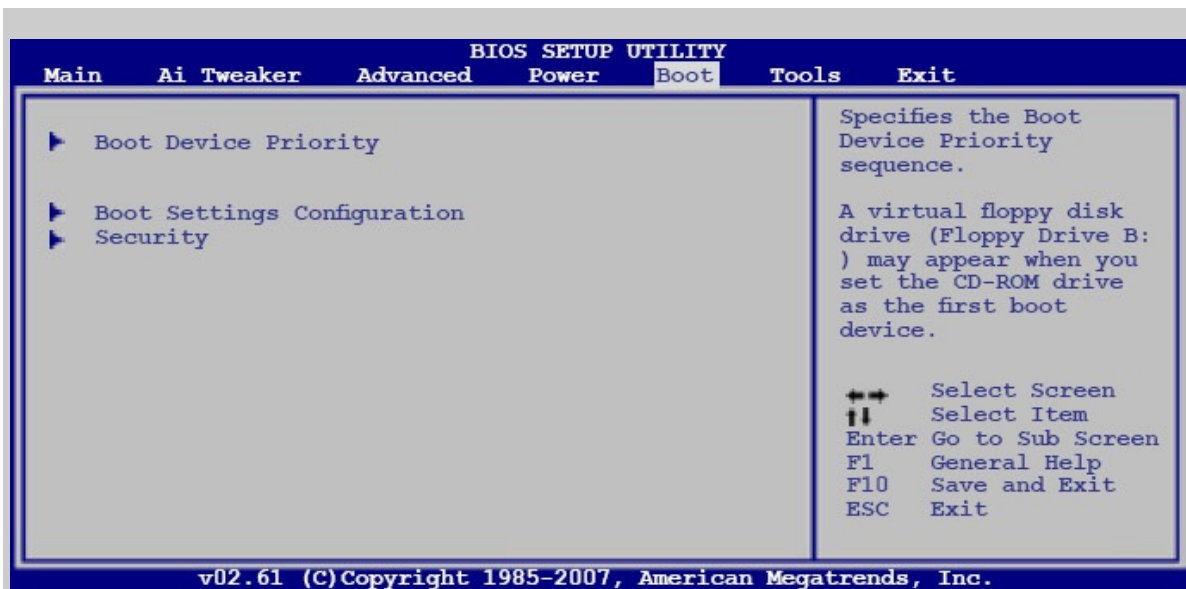 BIOS SETUP UTILITY
Main Ai Tweaker Advanced Power Boot Tools Exit
Boot Device Priority
Boot Settings Configuration
Security
Specifies the Boot
Device Priority
sequence.
A virtual floppy disk
drive (Floppy Drive B:
) may appear when you
set the CD-ROM drive
as the first boot
device.
←→ Select Screen
↑↓ Select Item
Enter Go to Sub Screen
F1 General Help
F10 Save and Exit
ESC Exit
v02.61 (C)Copyright 1985-2007, American Megatrends, Inc.